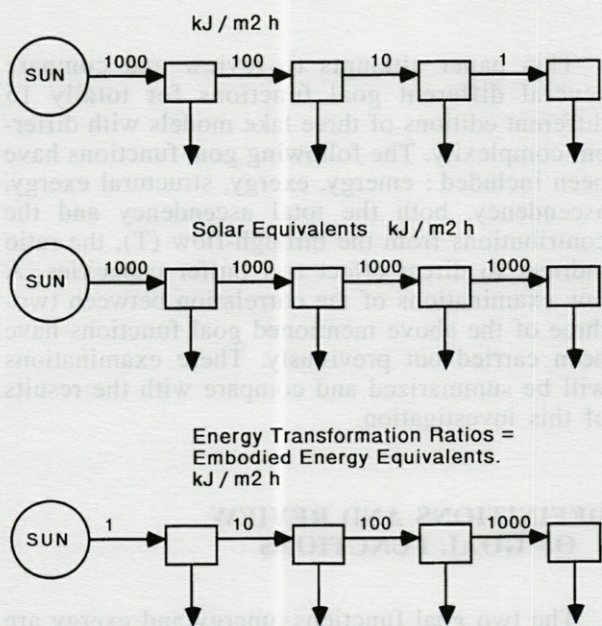 kJ / m2 h
SUN 1000 100 10 1
Solar Equivalents kJ / m2 h
SUN 1000 1000 1000 1000
Energy Transformation Ratios =
Embodied Energy Equivalents.
kJ / m2 h
SUN 1 10 100 1000